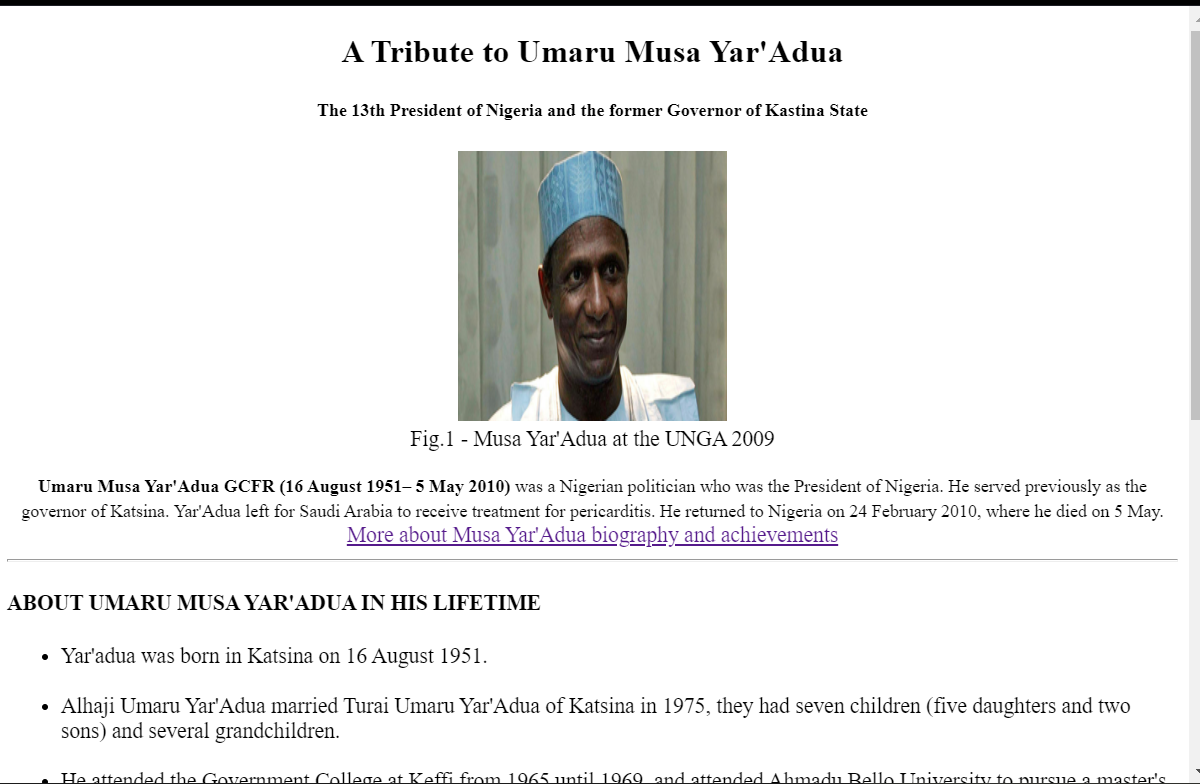 A Tribute to Umaru Musa Yar'Adua
The 13th President of Nigeria and the former Governor of Kastina State
Fig.1 - Musa Yar'Adua at the UNGA 2009
Umaru Musa Yar'Adua GCFR (16 August 1951– 5 May 2010) was a Nigerian politician who was the President of Nigeria. He served previously as the
governor of Katsina. Yar'Adua left for Saudi Arabia to receive treatment for pericarditis. He returned to Nigeria on 24 February 2010, where he died on 5 May.
More about Musa Yar'Adua biography and achievements
ABOUT UMARU MUSA YAR'ADUA IN HIS LIFETIME
• Yar'adua was born in Katsina on 16 August 1951.
• Alhaji Umaru Yar'Adua married Turai Umaru Yar'Adua of Katsina in 1975, they had seven children (five daughters and two
sons) and several grandchildren.
• He attended the Government College at Keffi from 1965 until 1969, and attended Ahmadu Bello University to pursue a master's